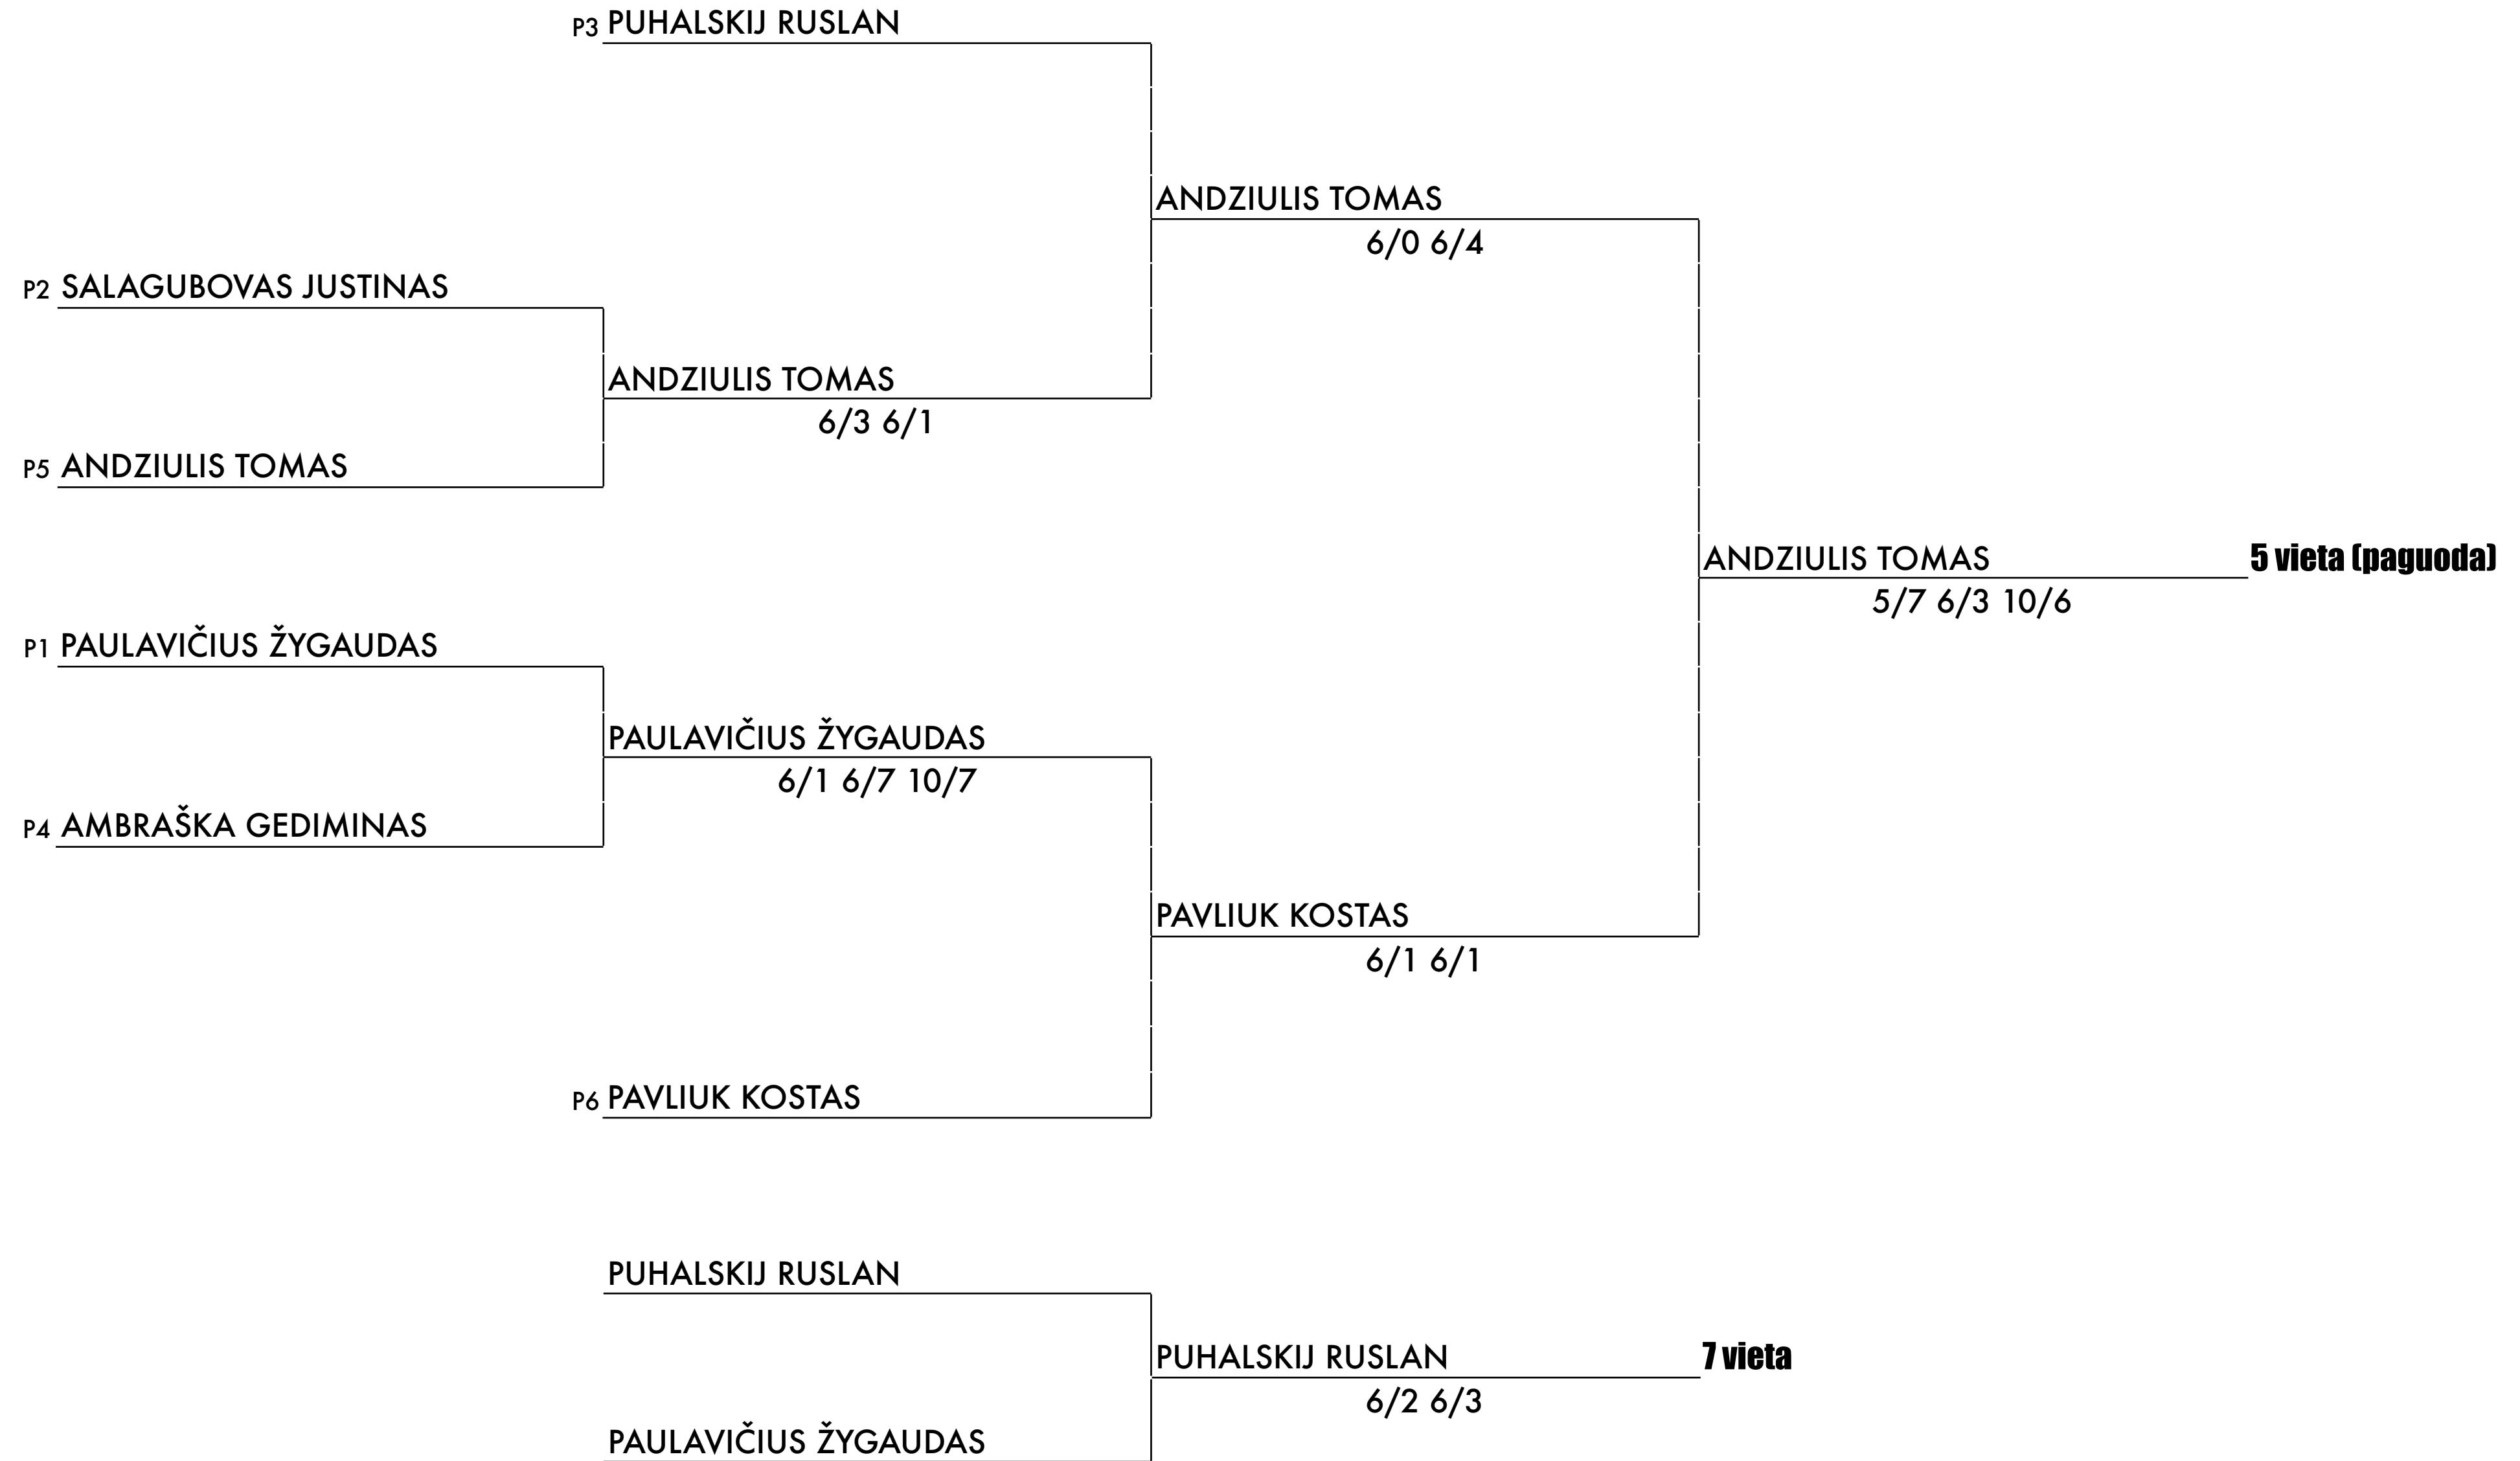 P3 PUHALSKIJ RUSLAN
ANDZIULIS TOMAS
6/0 6/4
P2 SALAGUBOVAS JUSTINAS
ANDZIULIS TOMAS
6/3 6/1
P5 ANDZIULIS TOMAS
ANDZIULIS TOMAS 5 vieta (paguoda)
5/7 6/3 10/6
P1 PAULAVIČIUS ŽYGAUDAS
PAULAVIČIUS ŽYGAUDAS
6/1 6/7 10/7
P4 AMBRAŠKA GEDIMINAS
PAVLIUK KOSTAS
6/1 6/1
P6 PAVLIUK KOSTAS
PUHALSKIJ RUSLAN
PUHALSKIJ RUSLAN 7 vieta
6/2 6/3
PAULAVIČIUS ŽYGAUDAS